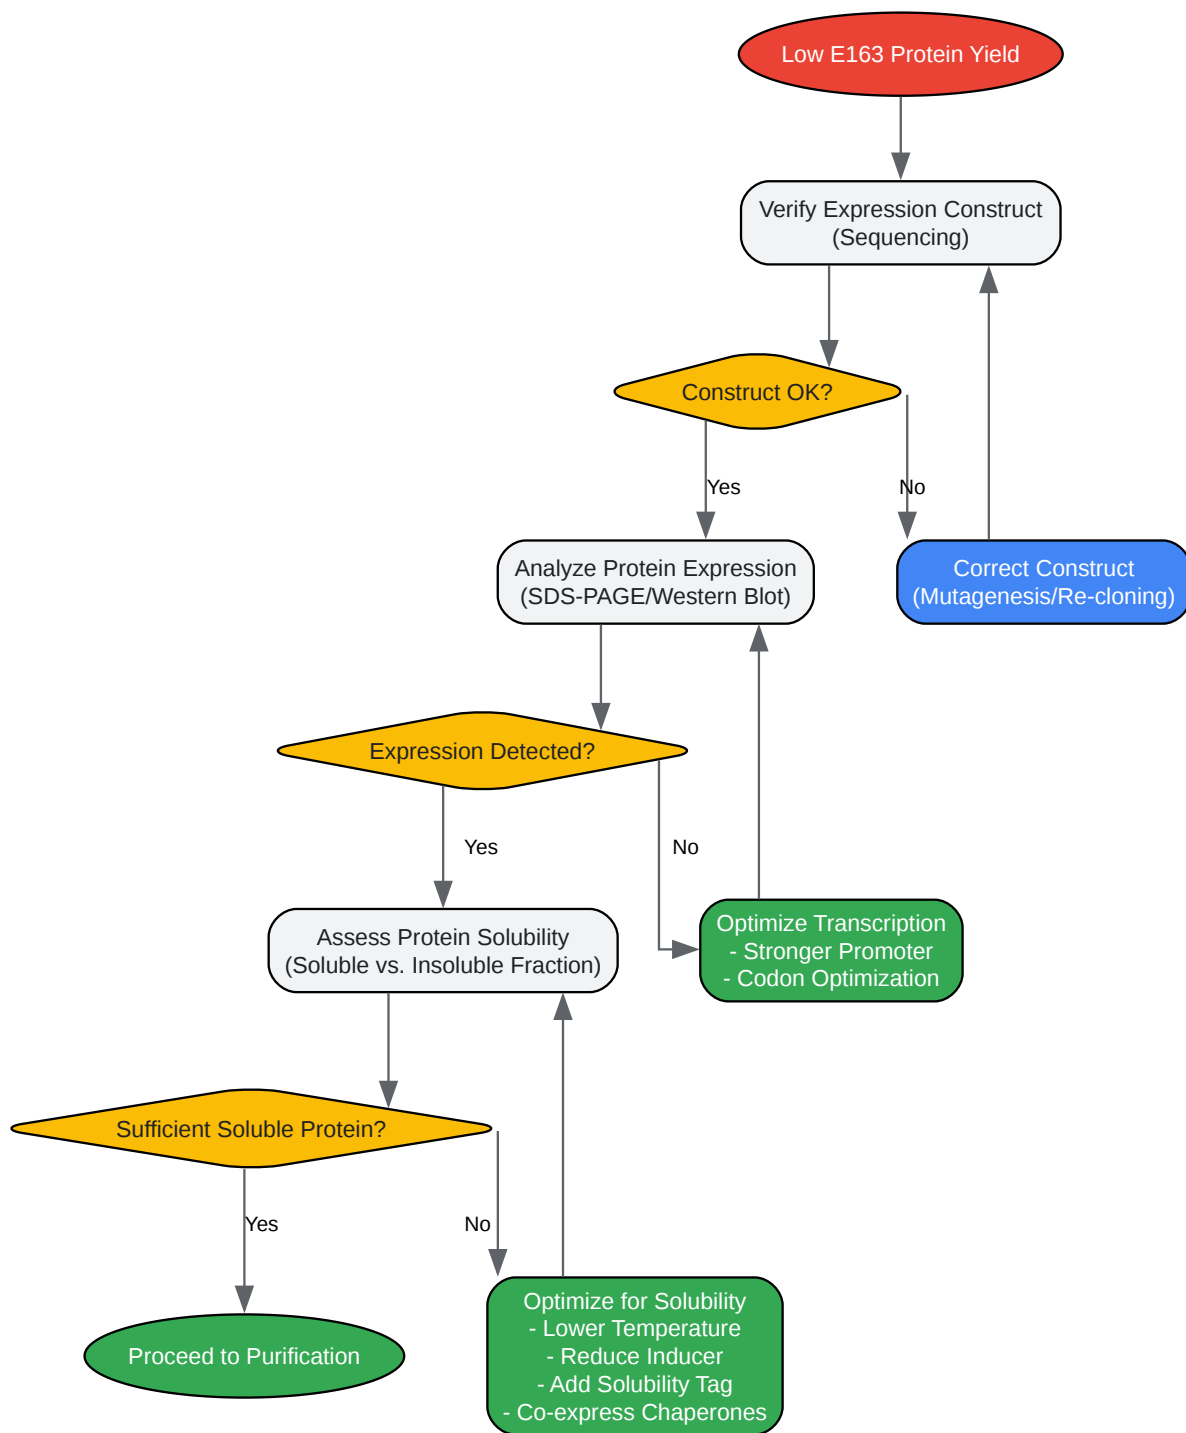 Low E163 Protein Yield
Verify Expression Construct
(Sequencing)
Construct OK?
Yes
No
Analyze Protein Expression
(SDS-PAGE/Western Blot)
Correct Construct
(Mutagenesis/Re-cloning)
Expression Detected?
Yes
No
Assess Protein Solubility
(Soluble vs. Insoluble Fraction)
Optimize Transcription
- Stronger Promoter
- Codon Optimization
Sufficient Soluble Protein?
Yes
No
Proceed to Purification
Optimize for Solubility
- Lower Temperature
- Reduce Inducer
- Add Solubility Tag
- Co-express Chaperones